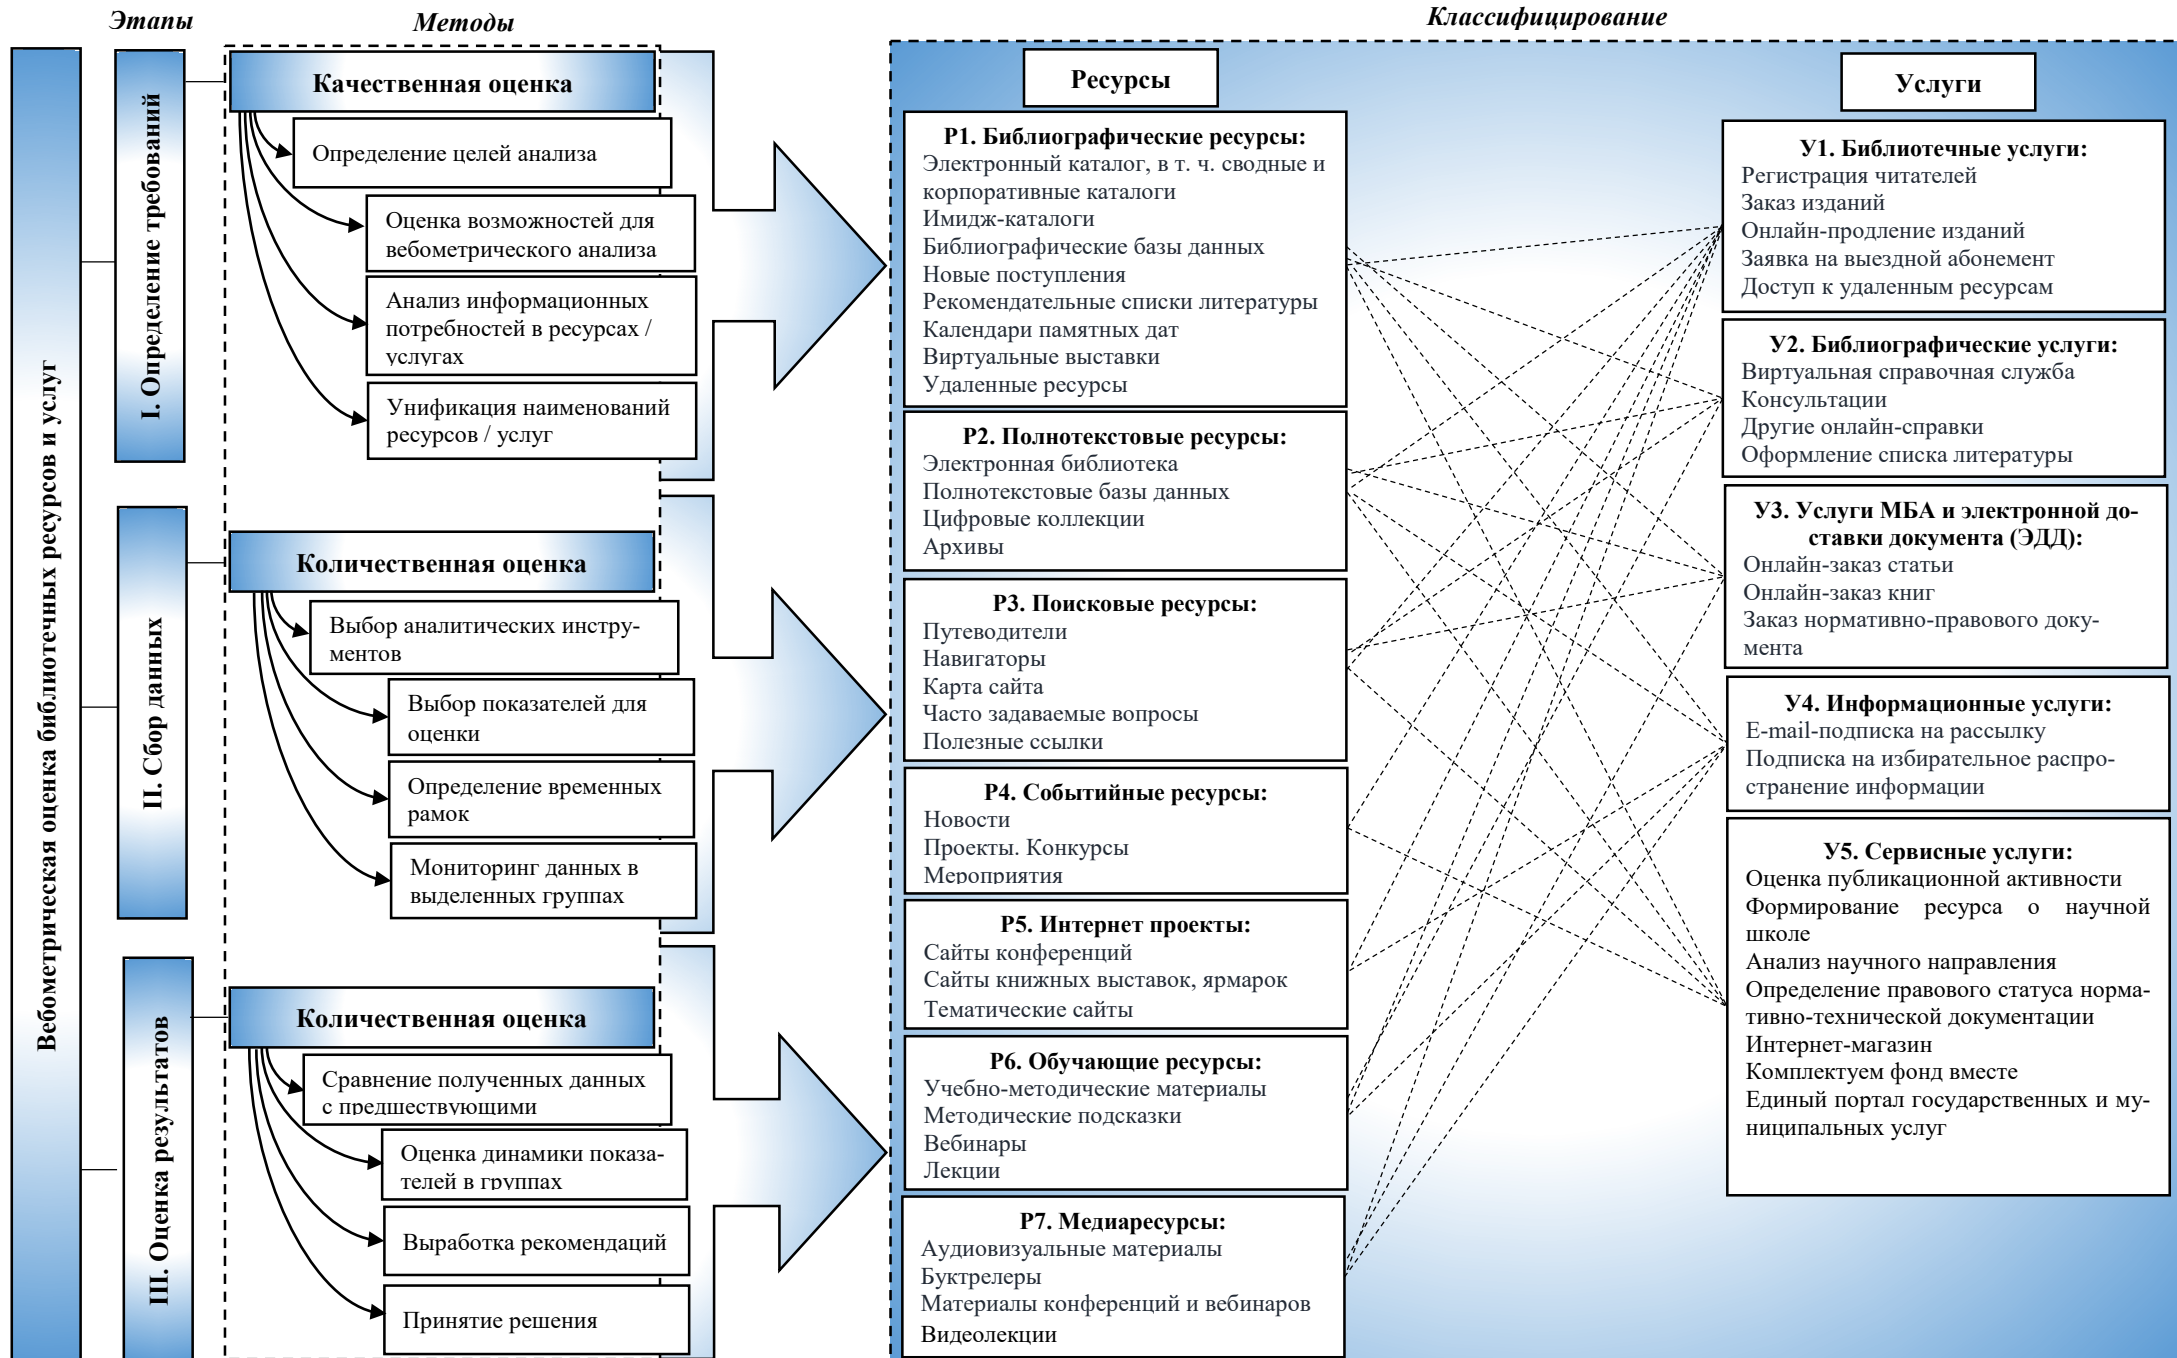 Этапы
Методы
Классифицирование
Вебометрическая оценка библиотечных ресурсов и услуг
I. Определение требований
Качественная оценка
Определение целей анализа
Оценка возможностей для
вебометрического анализа
Анализ информационных
потребностей в ресурсах /
услугах
Унификация наименований
ресурсов / услуг
II. Сбор данных
Количественная оценка
Выбор аналитических инстру-
ментов
Выбор показателей для
оценки
Определение временных
рамок
Мониторинг данных в
выделенных группах
III. Оценка результатов
Количественная оценка
Сравнение полученных данных
с предшествующими
Оценка динамики показа-
телей в группах
Выработка рекомендаций
Принятие решения
Ресурсы
Р1. Библиографические ресурсы:
Электронный каталог, в т. ч. сводные и
корпоративные каталоги
Имидж-каталоги
Библиографические базы данных
Новые поступления
Рекомендательные списки литературы
Календари памятных дат
Виртуальные выставки
Удаленные ресурсы
Р2. Полнотекстовые ресурсы:
Электронная библиотека
Полнотекстовые базы данных
Цифровые коллекции
Архивы
Р3. Поисковые ресурсы:
Путеводители
Навигаторы
Карта сайта
Часто задаваемые вопросы
Полезные ссылки
Р4. Событийные ресурсы:
Новости
Проекты. Конкурсы
Мероприятия
Р5. Интернет проекты:
Сайты конференций
Сайты книжных выставок, ярмарок
Тематические сайты
Р6. Обучающие ресурсы:
Учебно-методические материалы
Методические подсказки
Вебинары
Лекции
Р7. Медиаресурсы:
Аудиовизуальные материалы
Буктрелеры
Материалы конференций и вебинаров
Видеолекции
Услуги
У1. Библиотечные услуги:
Регистрация читателей
Заказ изданий
Онлайн-продление изданий
Заявка на выездной абонемент
Доступ к удаленным ресурсам
У2. Библиографические услуги:
Виртуальная справочная служба
Консультации
Другие онлайн-справки
Оформление списка литературы
У3. Услуги МБА и электронной до-
ставки документа (ЭДД):
Онлайн-заказ статьи
Онлайн-заказ книг
Заказ нормативно-правового доку-
мента
У4. Информационные услуги:
E-mail-подписка на рассылку
Подписка на избирательное распро-
странение информации
У5. Сервисные услуги:
Оценка публикационной активности
Формирование ресурса о научной
школе
Анализ научного направления
Определение правового статуса норма-
тивно-технической документации
Интернет-магазин
Комплектуем фонд вместе
Единый портал государственных и му-
ниципальных услуг